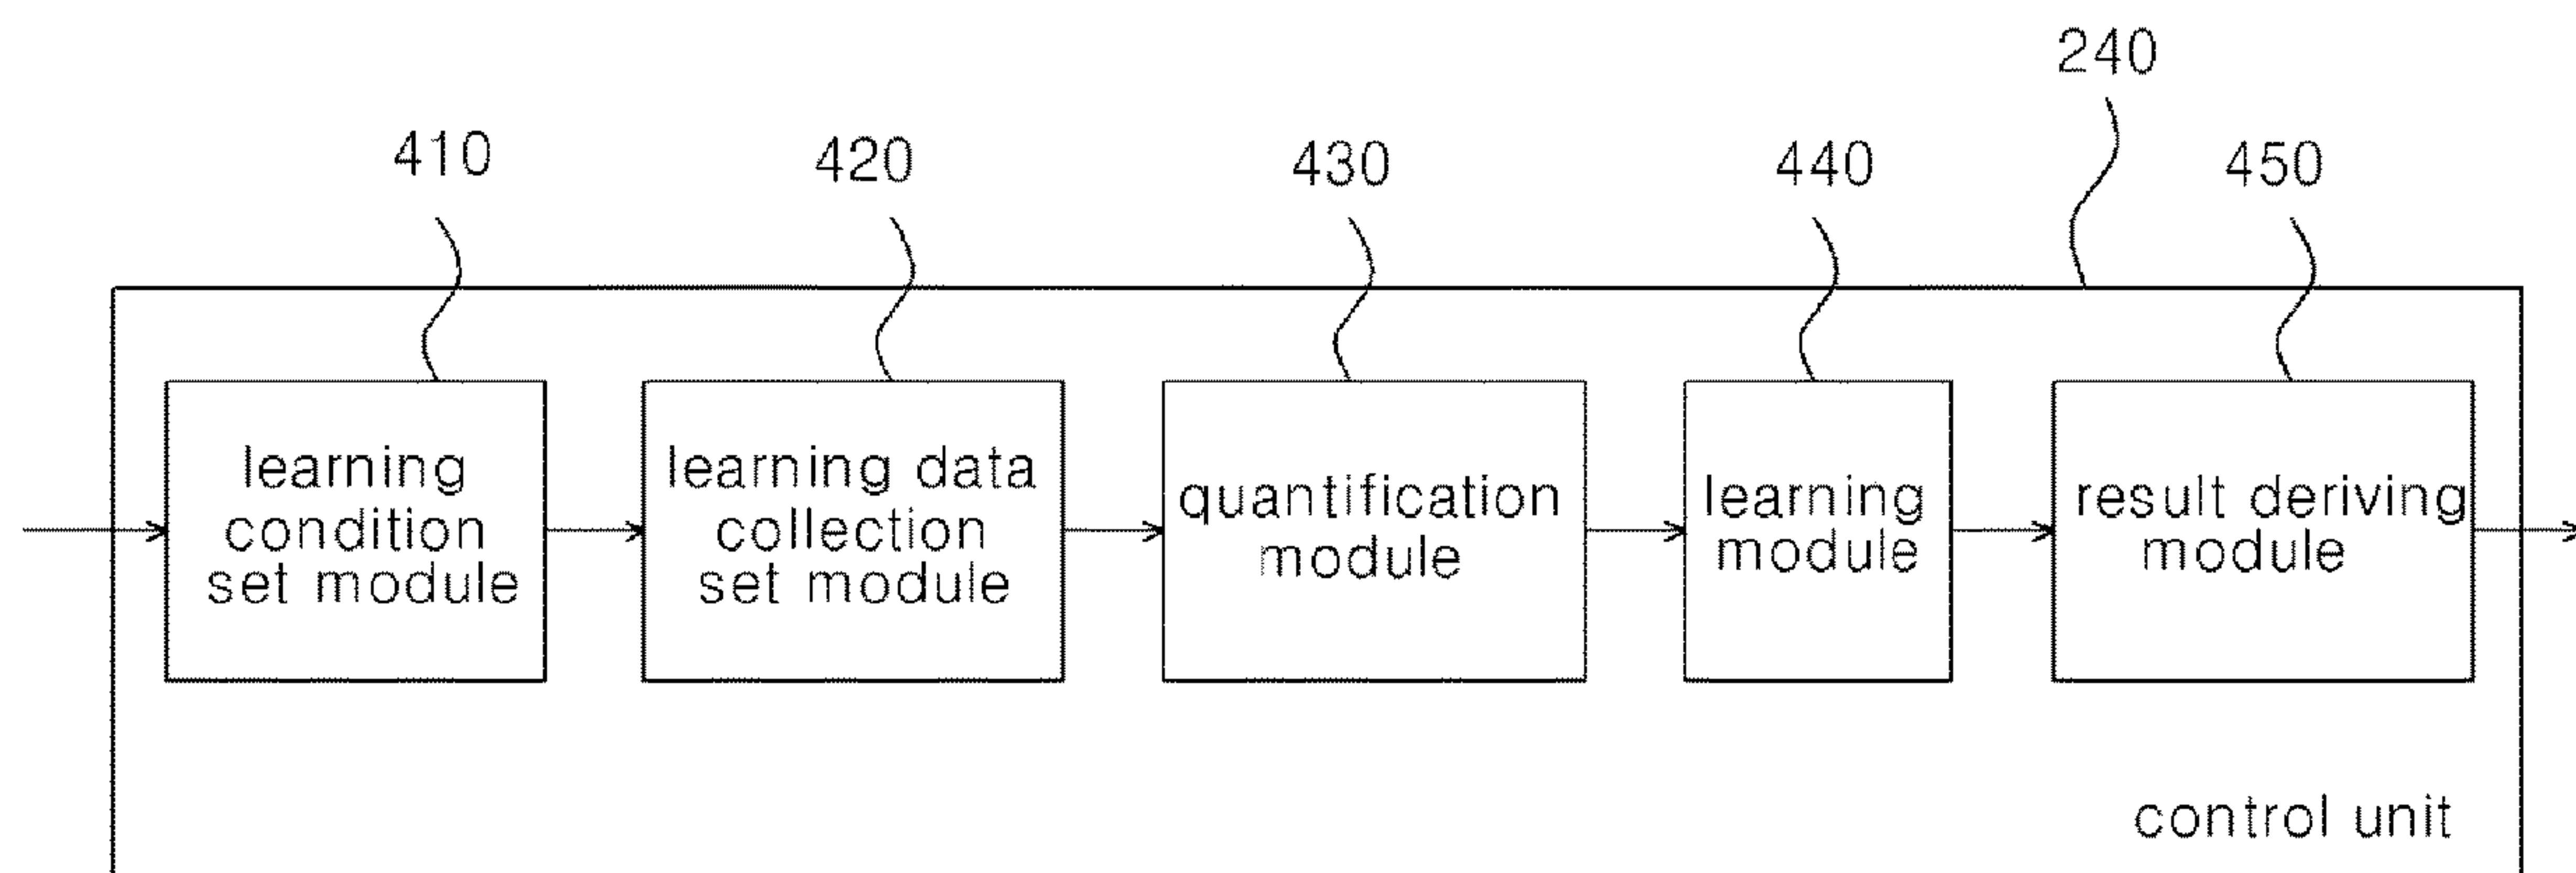 240
410
420
430
440
450
learning
condition
set module
learning data
collection
set module
quantification
module
learning
module
result deriving
module
control unit